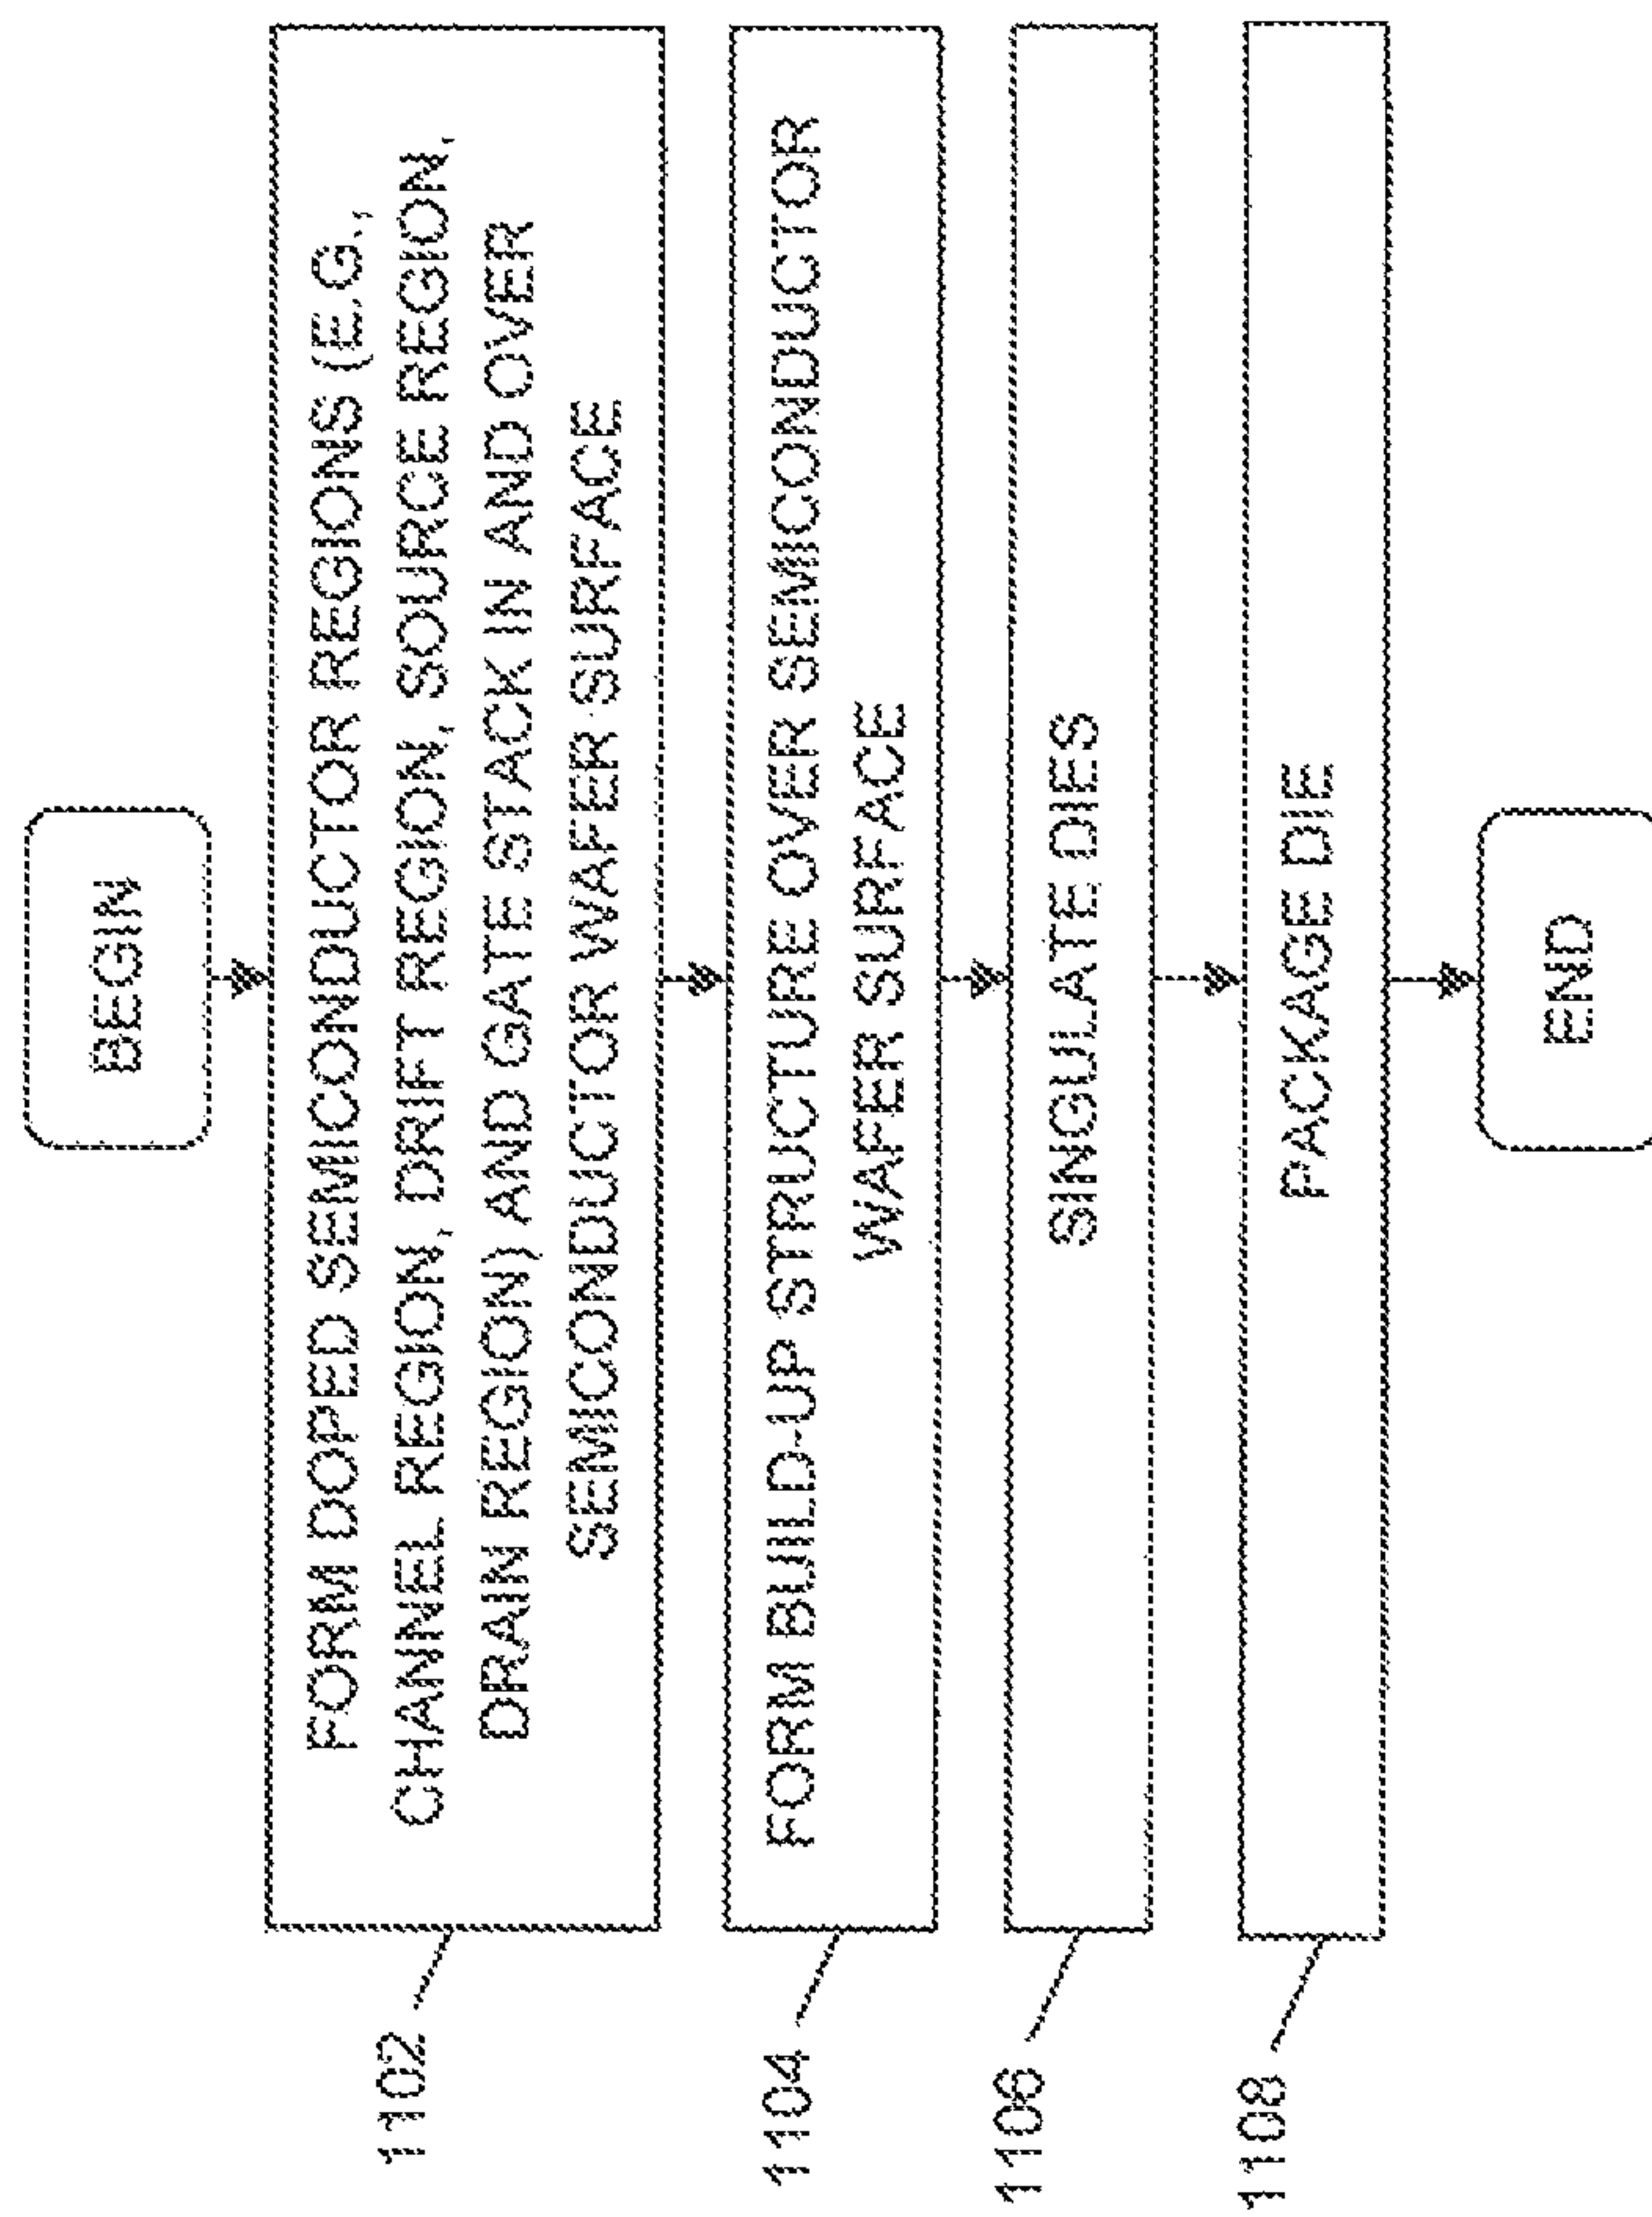 BEGIN
FORM DOPED SEMICONDUCTOR REGIONS (E.G.,
CHANNEL REGION, DRIFT REGION, SOURCE REGION,
DRAIN REGION) AND GATE STACK IN AND OVER
SEMICONDUCTOR WAFER SURFACE
1102
FORM BUILD-UP STRUCTURE OVER SEMICONDUCTOR
WAFER SURFACE
1104
SINGULATE DIES
1106
PACKAGE DIE
1108
END